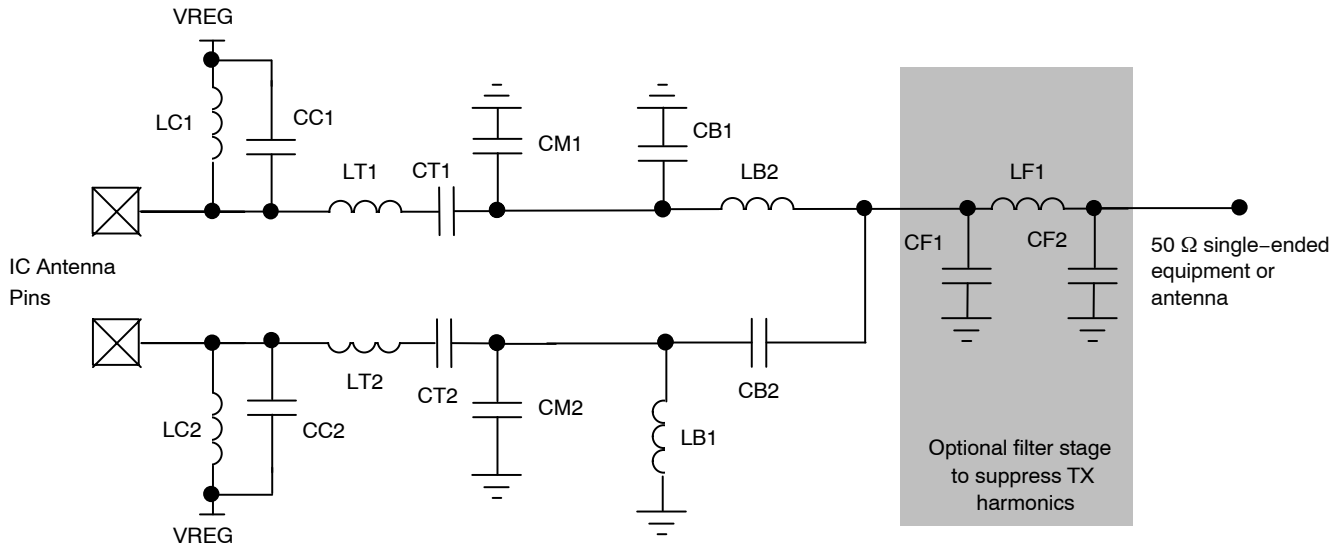 VREG
LC1
CC1
LT1
CT1
CM1
CB1
LB2
LF1
CF1
CF2
IC Antenna
Pins
50 Ω single−ended
equipment or
antenna
LT2
CT2
CB2
LC2
CC2
CM2
LB1
VREG
Optional filter stage
to suppress TX
harmonics